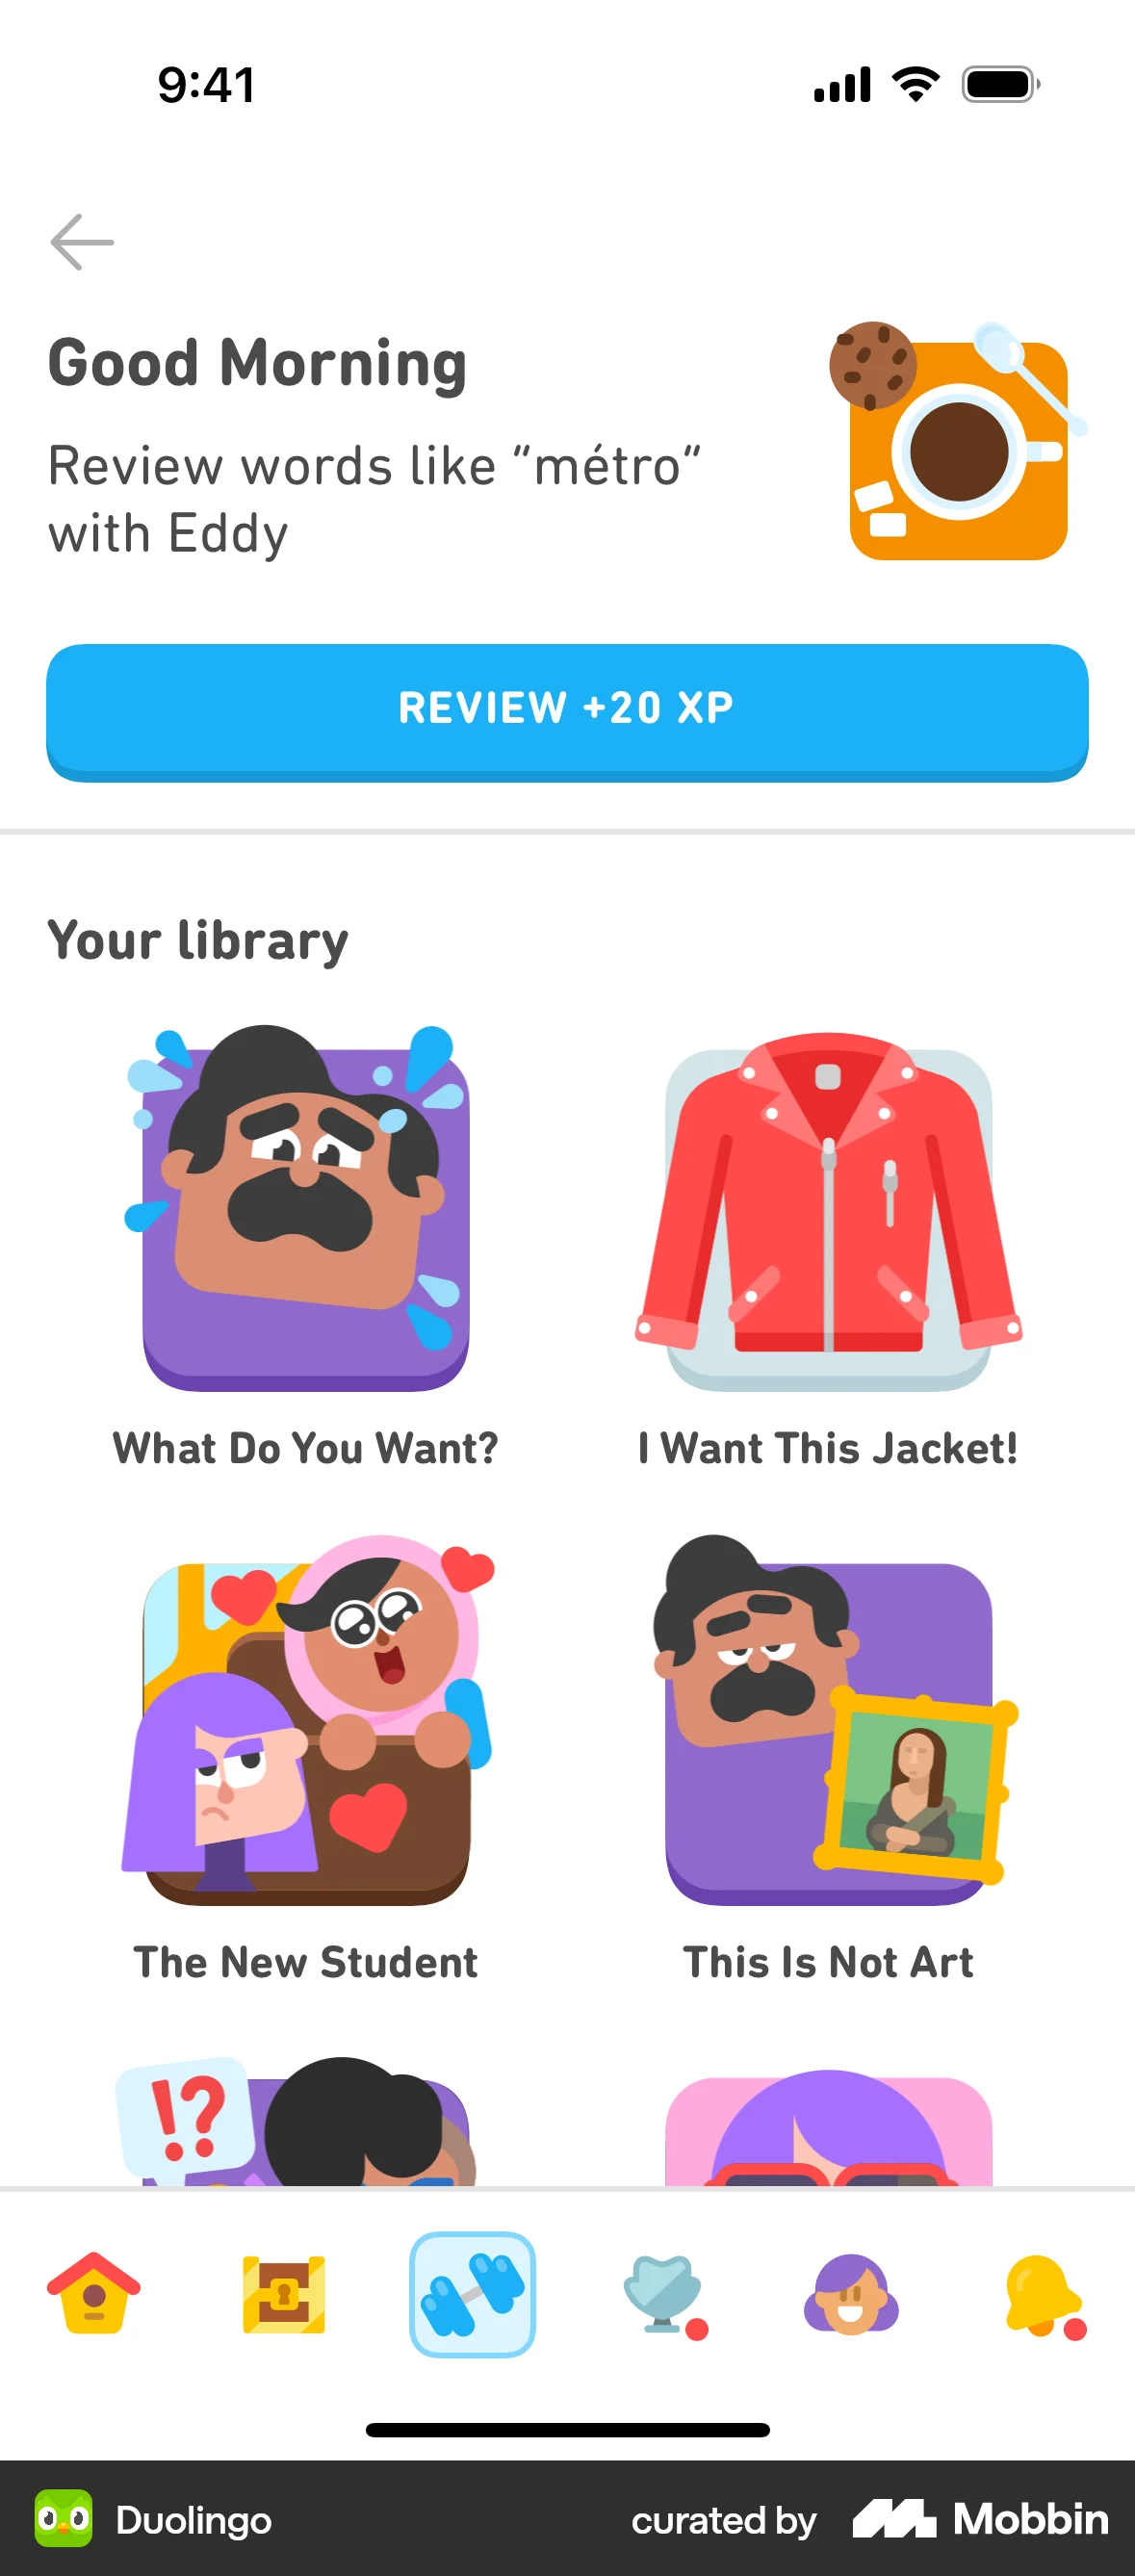 9:41
Good Morning
Review words like “métro”
with Eddy
REVIEW +20 XP
Your library
What Do You Want?
I Want This Jacket!
The New Student
This Is Not Art
!?
Duolingo
curated by
Mobbin